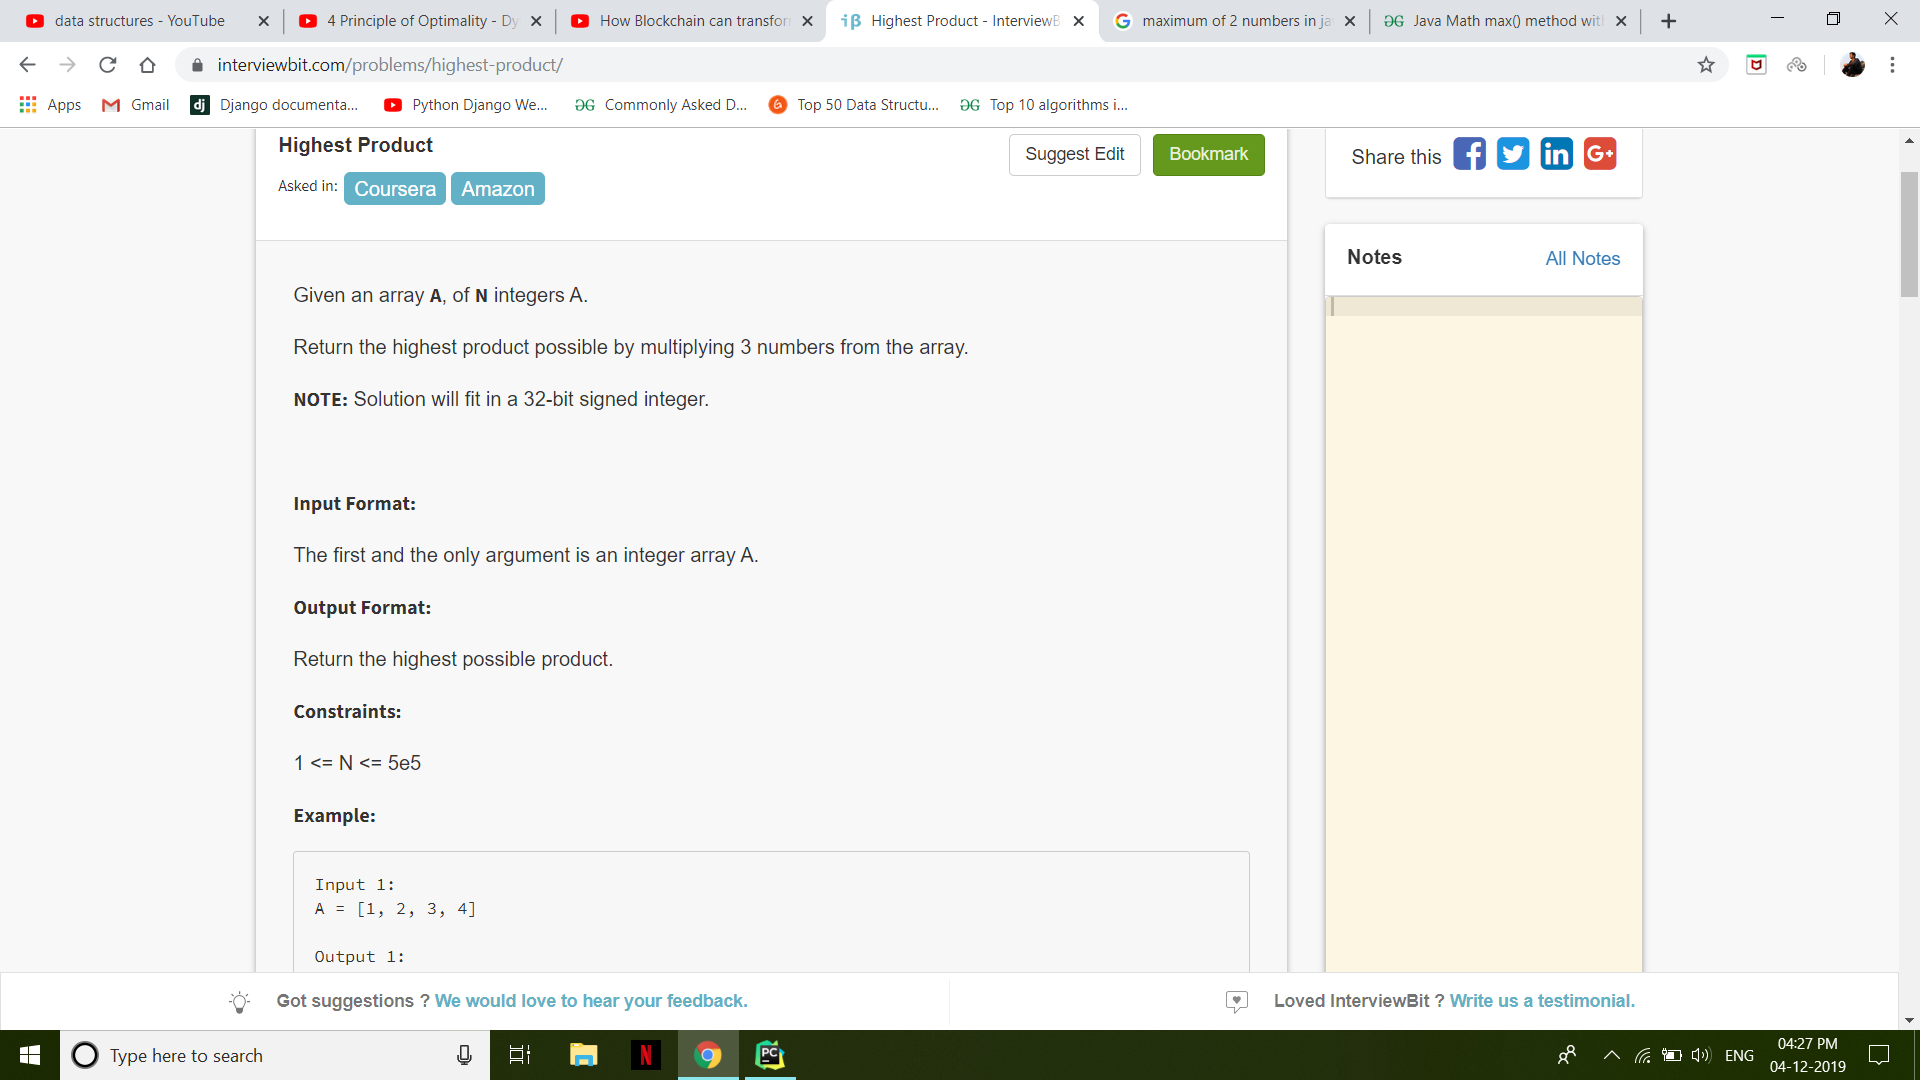 data structures - YouTube
4 Principle of Optimality - Dy
How Blockchain can transfor
Highest Product - InterviewB
maximum of 2 numbers in ja
Java Math max() method wit
interviewbit.com/problems/highest-product/
Apps
Gmail
Django documenta...
Python Django We...
Commonly Asked D...
Top 50 Data Structu...
Top 10 algorithms i...
Highest Product
Suggest Edit
Bookmark
Asked in:
Coursera
Amazon
Share this
Notes
All Notes
Given an array A, of N integers A.
Return the highest product possible by multiplying 3 numbers from the array.
NOTE: Solution will fit in a 32-bit signed integer.
Input Format:
The first and the only argument is an integer array A.
Output Format:
Return the highest possible product.
Constraints:
1 <= N <= 5e5
Example:
Input 1:
A = [1, 2, 3, 4]
Output 1:
Got suggestions ? We would love to hear your feedback.
Loved InterviewBit ? Write us a testimonial.
Type here to search
ENG
04:27 PM
04-12-2019